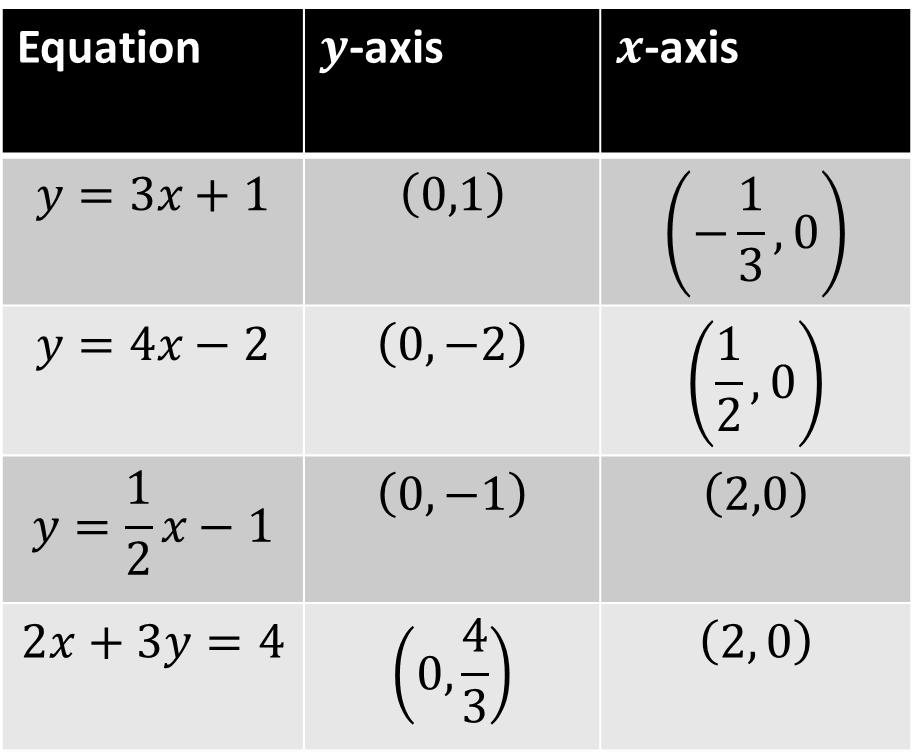 Equation y-axis x-axis
y = 3x + 1 (0,1) (−1/3, 0)
y = 4x − 2 (0, −2) (1/2, 0)
y = 1/2 x − 1 (0, −1) (2,0)
2x + 3y = 4 (0, 4/3) (2, 0)